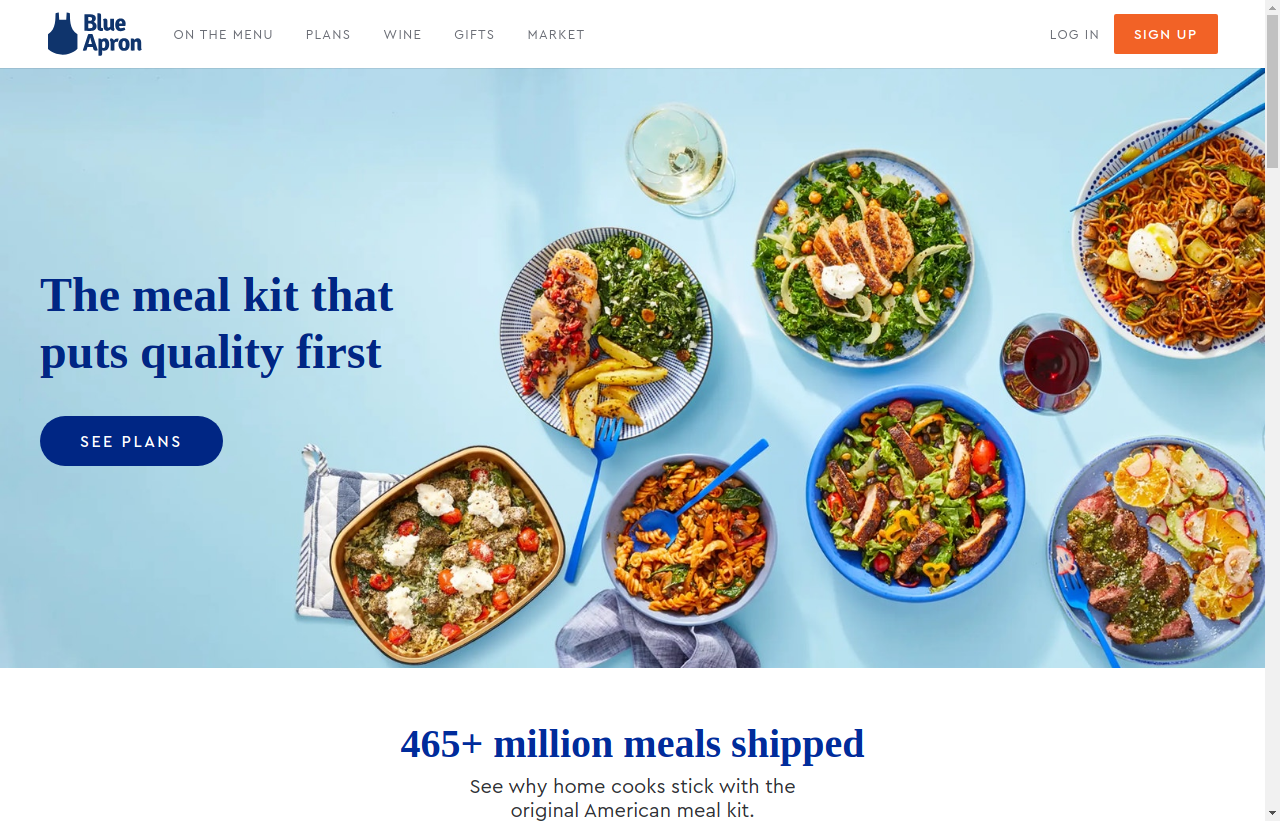 Blue
Apron
ON THE MENU
PLANS
WINE
GIFTS
MARKET
LOG IN
SIGN UP
The meal kit that
puts quality first
SEE PLANS
465+ million meals shipped
See why home cooks stick with the
original American meal kit.